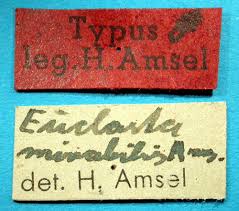 Typus
leg. H. Amsel
Euclasta
mirabilis Ams.
det. H. Amsel